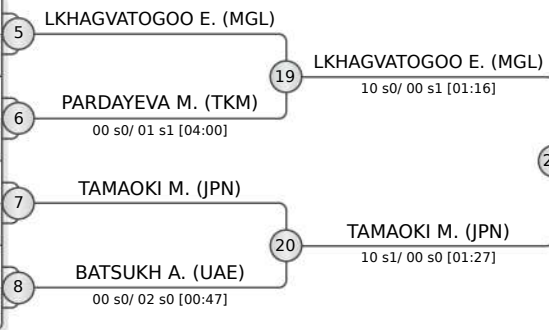 5
LKHAGVATOGOO E. (MGL)
19
LKHAGVATOGOO E. (MGL)
10 s0/ 00 s1 [01:16]
6
PARDAYEVA M. (TKM)
00 s0/ 01 s1 [04:00]
7
TAMAOKI M. (JPN)
20
TAMAOKI M. (JPN)
10 s1/ 00 s0 [01:27]
8
BATSUKH A. (UAE)
00 s0/ 02 s0 [00:47]